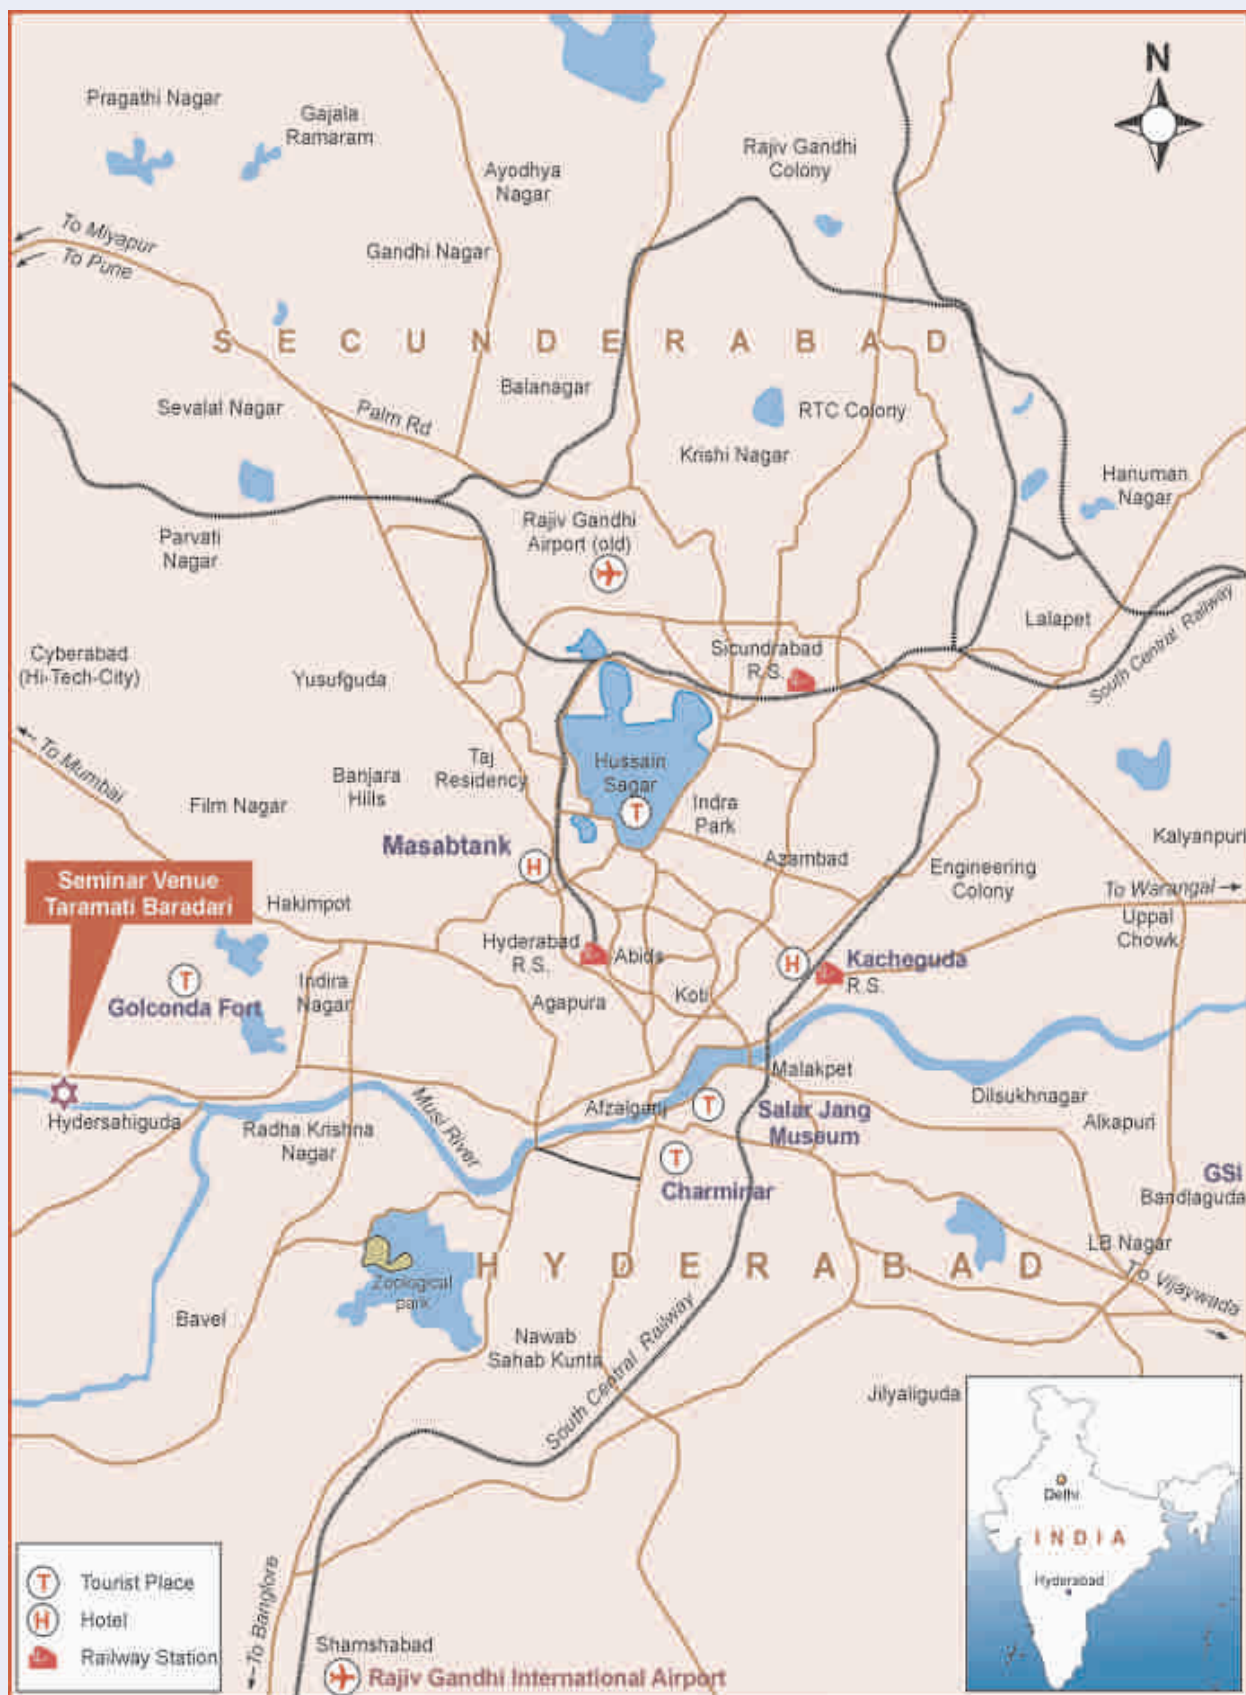 N
Pragathi Nagar
Gajala
Ramaram
Rajiv Gandhi
Colony
Ayodhya
Nagar
To Miyapur
To Pune
Gandhi Nagar
SECUNDERABAD
Balanagar
Sevalal Nagar
Palm Rd
RTC Colony
Krishi Nagar
Hanuman
Nagar
Rajiv Gandhi
Airport (old)
Parvati
Nagar
Lalapet
South Central Railway
Cyberabad
(Hi-Tech-City)
Yusufguda
Sicundrabad
R.S.
To Mumbai
Taj
Residency
Hussain
Sagar
T
Banjara
Hills
Film Nagar
Indra
Park
Kalyanpuri
Masabtank
H
Azambad
Engineering
Colony
To Warangal
Seminar Venue
Taramati Baradari
Hakimpot
Uppal
Chowk
Hyderabad
R.S.
Abids
H
Kacheguda
R.S.
T
Golconda Fort
Indira
Nagar
Agapura
Koti
Malakpet
Dilsukhnagar
Hydersahiguda
Radha Krishna
Nagar
Musi River
Afzalganj
T
Salar Jang
Museum
Alkapuri
T
Charminar
GSI
Bandlaguda
LB Nagar
To Vijaywada
HYDERABAD
Zoological
park
Bavel
Nawab
Sahab Kunta
South Central Railway
Jilyaliguda
Delhi
INDIA
Hyderabad
T Tourist Place
H Hotel
Railway Station
To Banglore
Shamshabad
Rajiv Gandhi International Airport